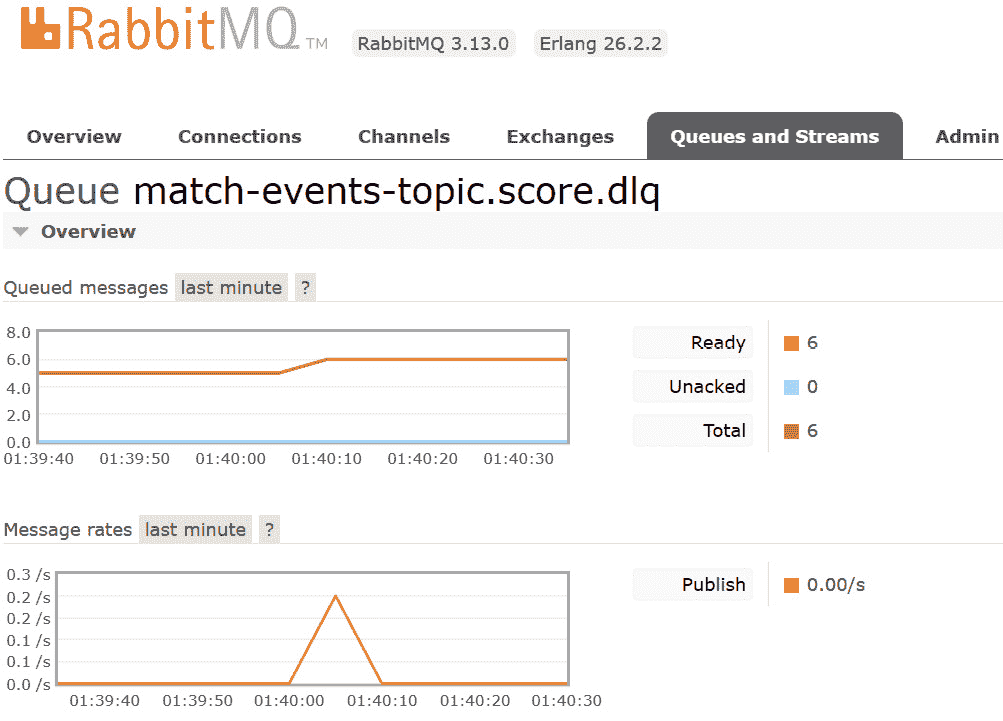 RabbitMQ TM RabbitMQ 3.13.0 Erlang 26.2.2
Overview Connections Channels Exchanges Queues and Streams Admin
Queue match-events-topic.score.dlq
Overview
Queued messages last minute ?
8.0
6.0
4.0
2.0
0.0
01:39:40 01:39:50 01:40:00 01:40:10 01:40:20 01:40:30
Ready 6
Unacked 0
Total 6
Message rates last minute ?
0.3 /s
0.2 /s
0.2 /s
0.1 /s
0.1 /s
0.0 /s
01:39:40 01:39:50 01:40:00 01:40:10 01:40:20 01:40:30
Publish 0.00/s